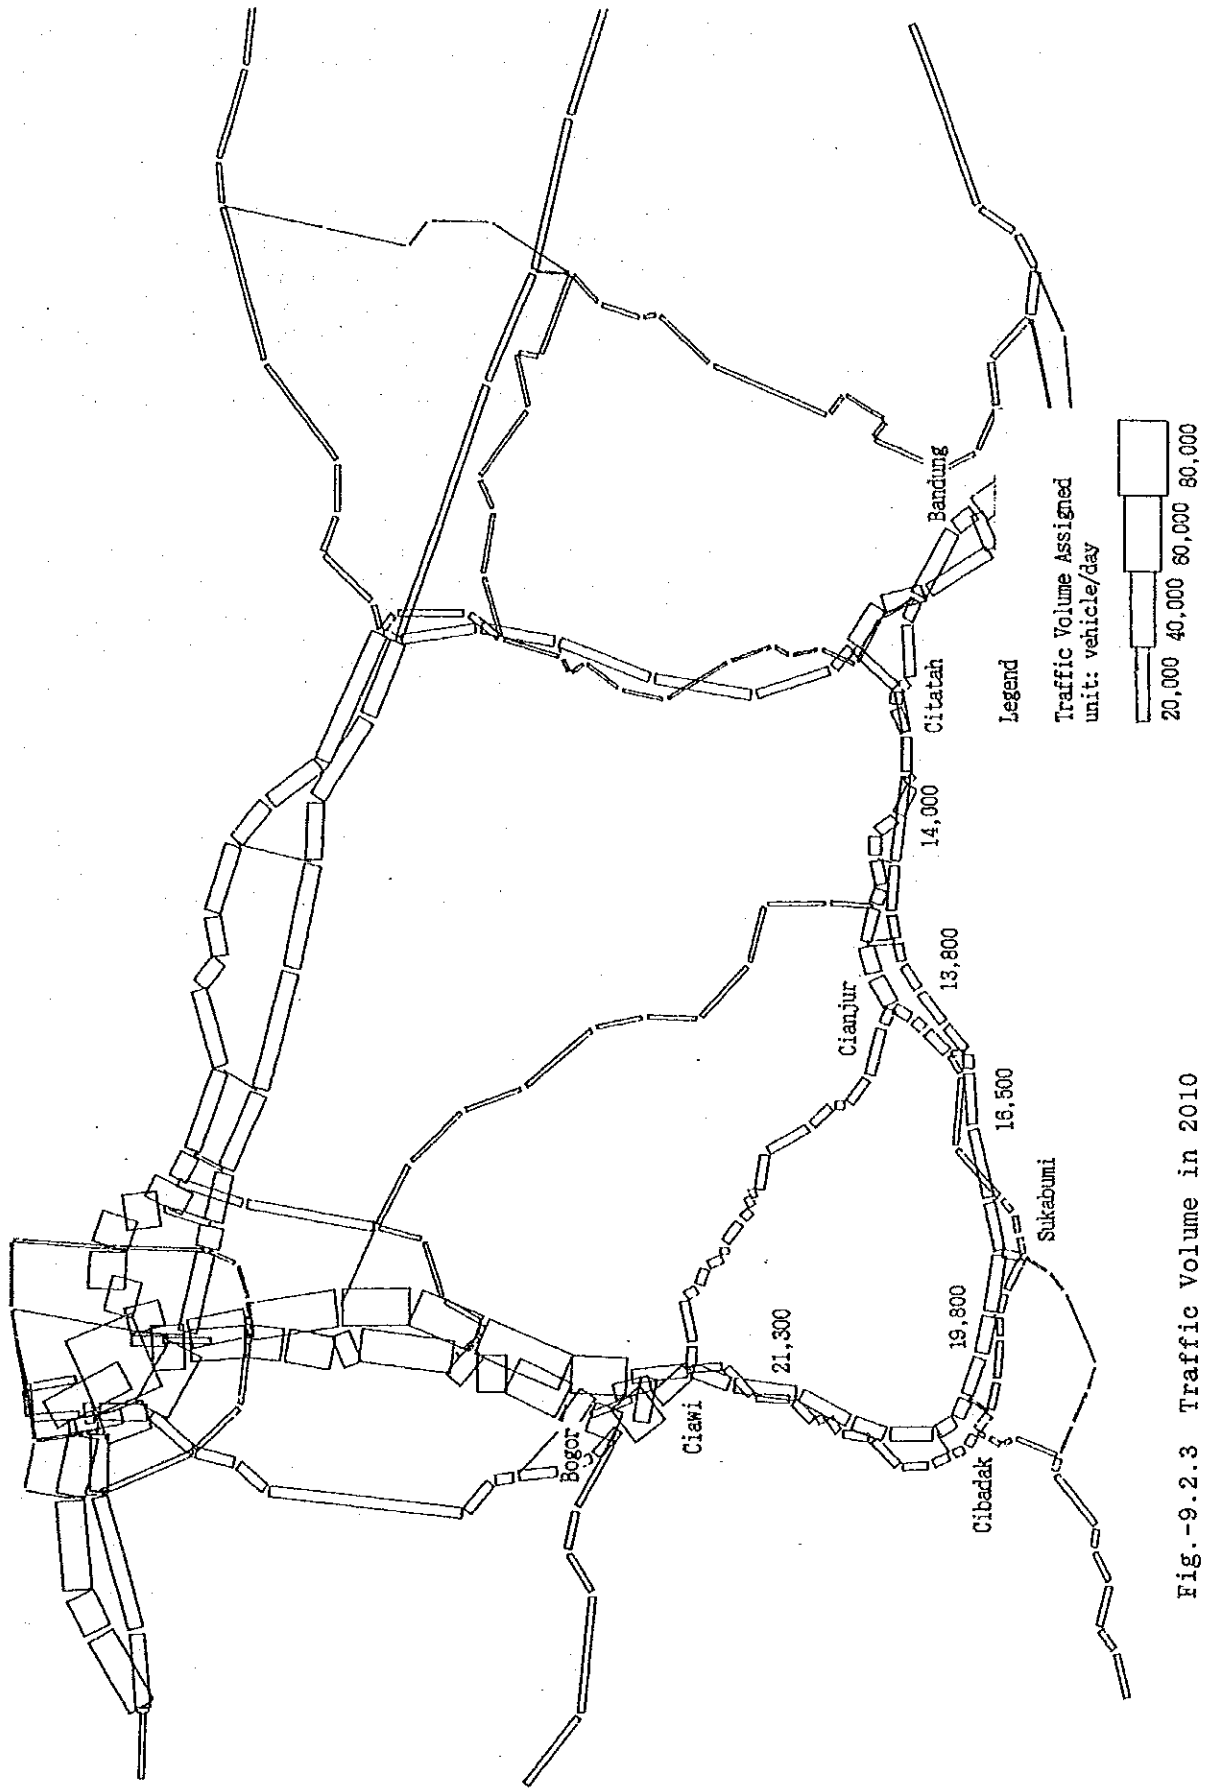 Bogor
Ciawi
21,300
Cibadak
19,800
Sukabumi
16,500
Cianjur
13,800
14,000
Citatah
Bandung
Legend
Traffic Volume Assigned
unit: vehicle/day
20,000 40,000 60,000 80,000
Fig.-9.2.3 Traffic Volume in 2010